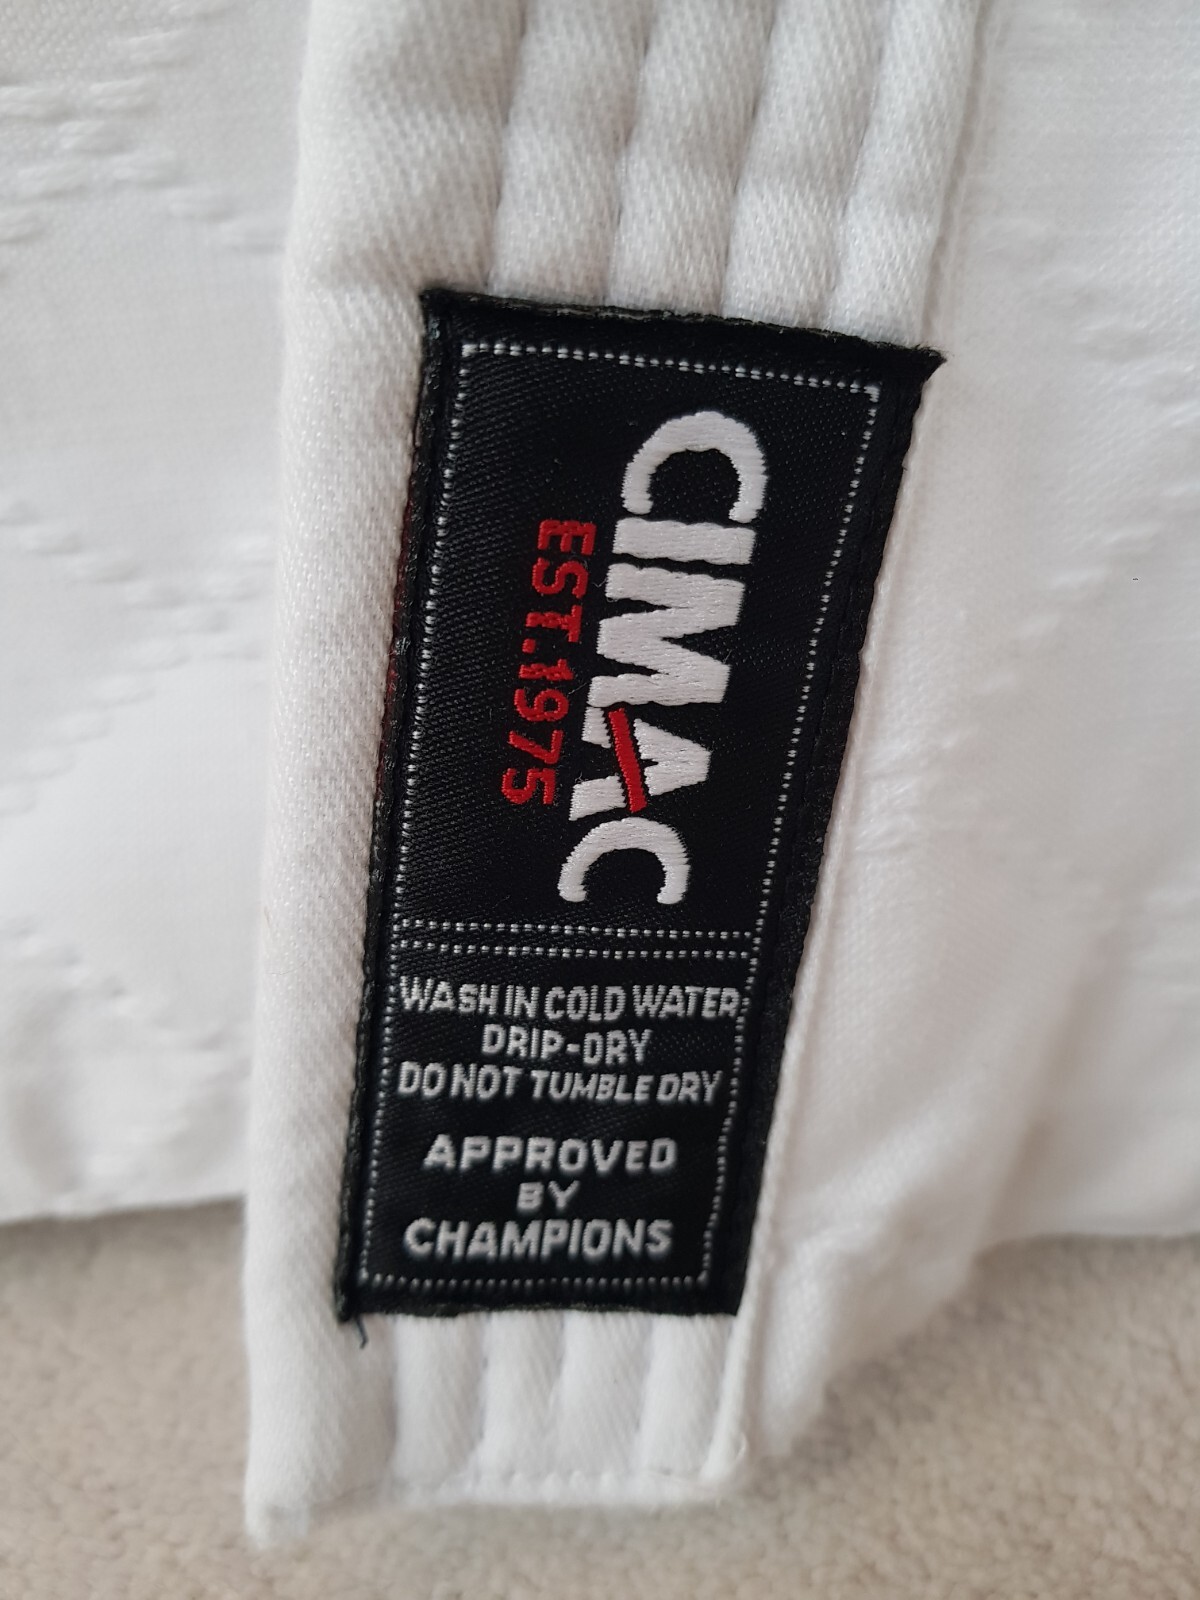 CIMAC
EST.1975
WASH IN COLD WATER
DRIP-DRY
DO NOT TUMBLE DRY
APPROVED
BY
CHAMPIONS